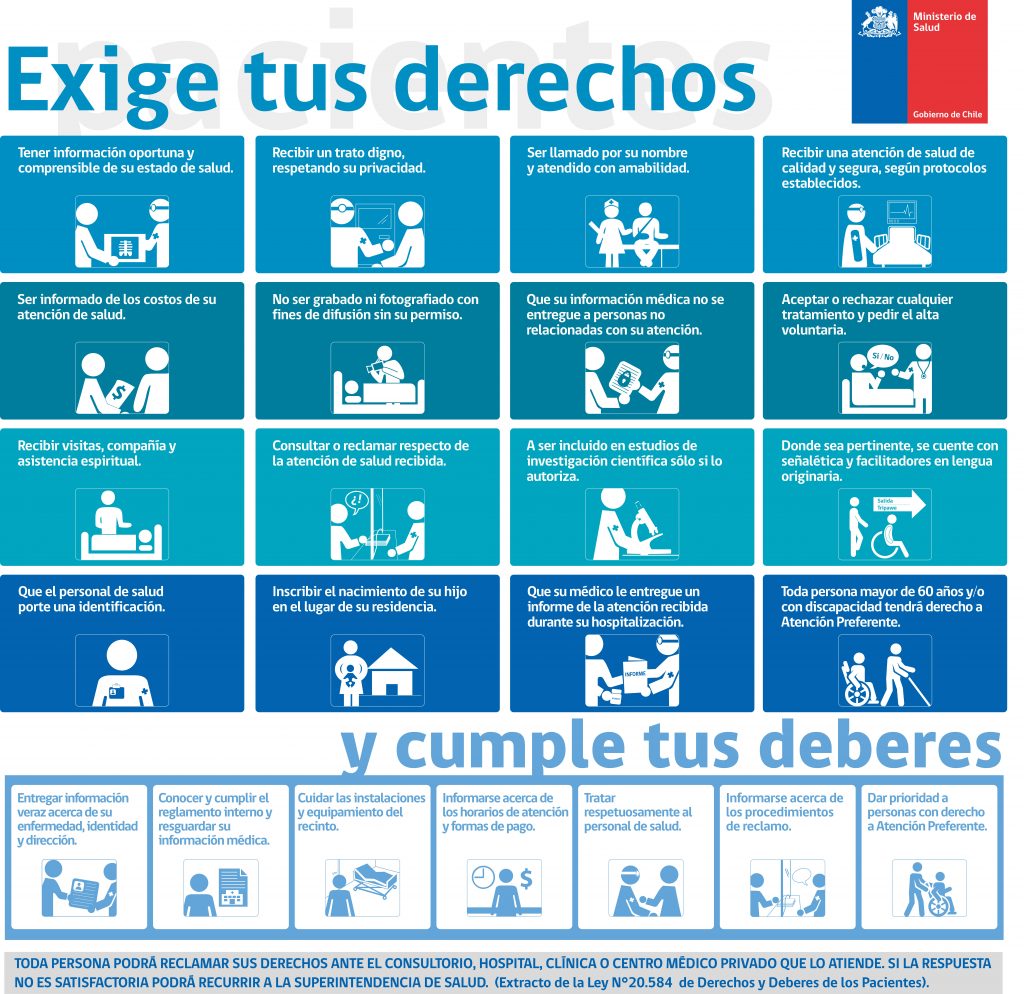 pacientes
Exige tus derechos
Ministerio de
Salud
Gobierno de Chile
Tener información oportuna y
comprensible de su estado de salud.
Recibir un trato digno,
respetando su privacidad.
Ser llamado por su nombre
y atendido con amabilidad.
Recibir una atención de salud de
calidad y segura, según protocolos
establecidos.
Ser informado de los costos de su
atención de salud.
$
No ser grabado ni fotografiado con
fines de difusión sin su permiso.
Que su información médica no se
entregue a personas no
relacionadas con su atención.
Aceptar o rechazar cualquier
tratamiento y pedir el alta
voluntaria.
Si/No
Recibir visitas, compañía y
asistencia espiritual.
Consultar o reclamar respecto de
la atención de salud recibida.
¿!
A ser incluido en estudios de
investigación científica sólo si lo
autoriza.
Donde sea pertinente, se cuente con
señalética y facilitadores en lengua
originaria.
Salida
Tripawe
Que el personal de salud
porte una identificación.
Inscribir el nacimiento de su hijo
en el lugar de su residencia.
Que su médico le entregue un
informe de la atención recibida
durante su hospitalización.
INFORME
Toda persona mayor de 60 años y/o
con discapacidad tendrá derecho a
Atención Preferente.
y cumple tus deberes
Entregar información
veraz acerca de su
enfermedad, identidad
y dirección.
Conocer y cumplir el
reglamento interno y
resguardar su
información médica.
Cuidar las instalaciones
y equipamiento del
recinto.
Informarse acerca de
los horarios de atención
y formas de pago.
$
Tratar
respetuosamente al
personal de salud.
Informarse acerca de
los procedimientos
de reclamo.
Dar prioridad a
personas con derecho
a Atención Preferente.
TODA PERSONA PODRÁ RECLAMAR SUS DERECHOS ANTE EL CONSULTORIO, HOSPITAL, CLÍNICA O CENTRO MÉDICO PRIVADO QUE LO ATIENDE. SI LA RESPUESTA
NO ES SATISFACTORIA PODRÁ RECURRIR A LA SUPERINTENDENCIA DE SALUD. (Extracto de la Ley N°20.584 de Derechos y Deberes de los Pacientes).